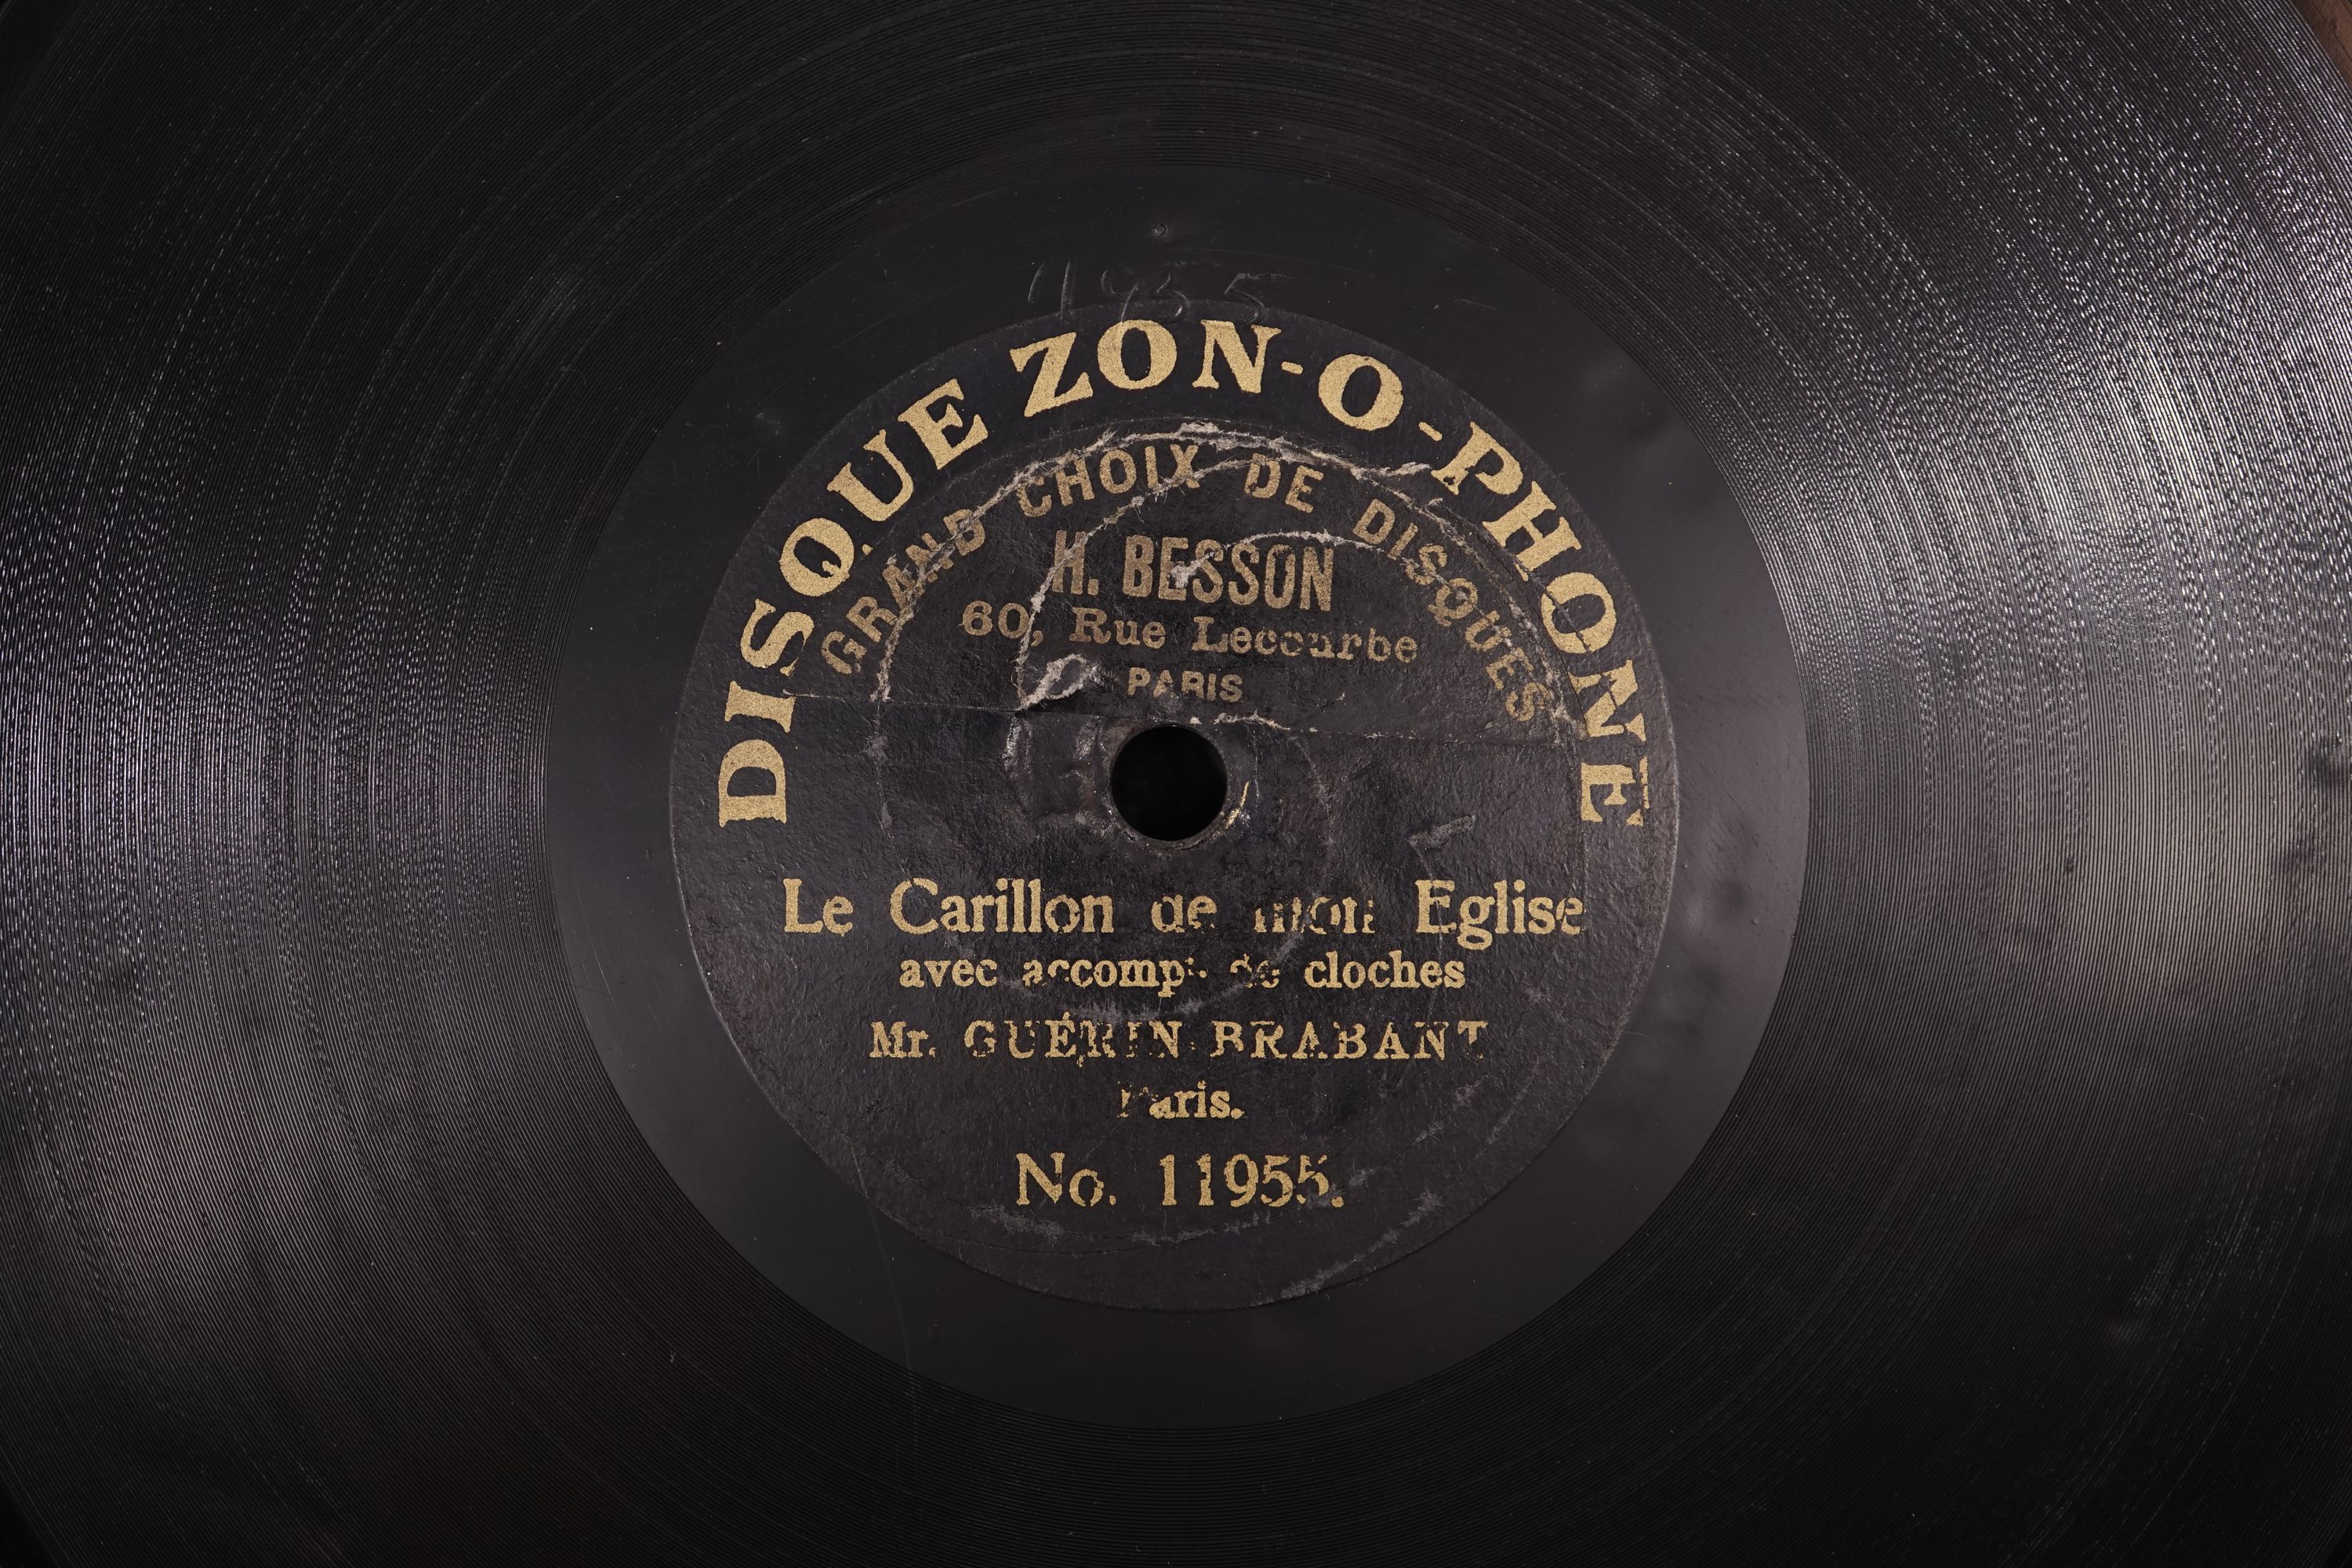 DISQUE ZON-O-PHONE
GRAND CHOIX DE DISQUES
H. BESSON
60, Rue Lecourbe
PARIS
Le Carillon de mon Eglise
avec accompt. de cloches
Mr. GUÉRIN BRABANT
Paris.
No. 11955.